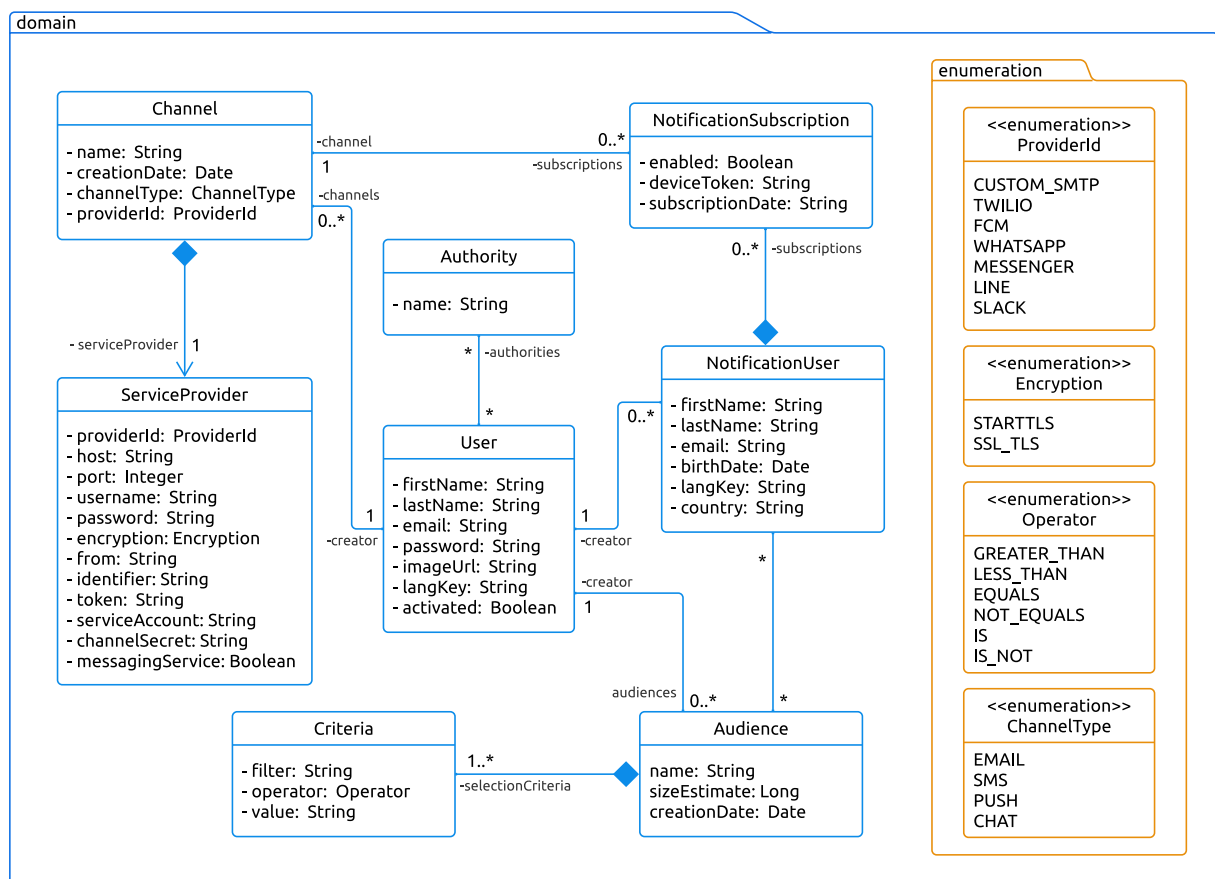 domain
Channel
- name: String
- creationDate: Date
- channelType: ChannelType
- providerId: ProviderId
-channel
1
0..*
-subscriptions
-channels
0..*
NotificationSubscription
- enabled: Boolean
- deviceToken: String
- subscriptionDate: String
0..*
-subscriptions
Authority
- name: String
*
-authorities
*
- serviceProvider
1
ServiceProvider
- providerId: ProviderId
- host: String
- port: Integer
- username: String
- password: String
- encryption: Encryption
- from: String
- identifier: String
- token: String
- serviceAccount: String
- channelSecret: String
- messagingService: Boolean
User
- firstName: String
- lastName: String
- email: String
- password: String
- imageUrl: String
- langKey: String
- activated: Boolean
1
-creator
1
-creator
-creator
1
0..*
NotificationUser
- firstName: String
- lastName: String
- email: String
- birthDate: Date
- langKey: String
- country: String
*
*
audiences
0..*
Criteria
- filter: String
- operator: Operator
- value: String
1..*
-selectionCriteria
Audience
name: String
sizeEstimate: Long
creationDate: Date
enumeration
<<enumeration>>
ProviderId
CUSTOM_SMTP
TWILIO
FCM
WHATSAPP
MESSENGER
LINE
SLACK
<<enumeration>>
Encryption
STARTTLS
SSL_TLS
<<enumeration>>
Operator
GREATER_THAN
LESS_THAN
EQUALS
NOT_EQUALS
IS
IS_NOT
<<enumeration>>
ChannelType
EMAIL
SMS
PUSH
CHAT